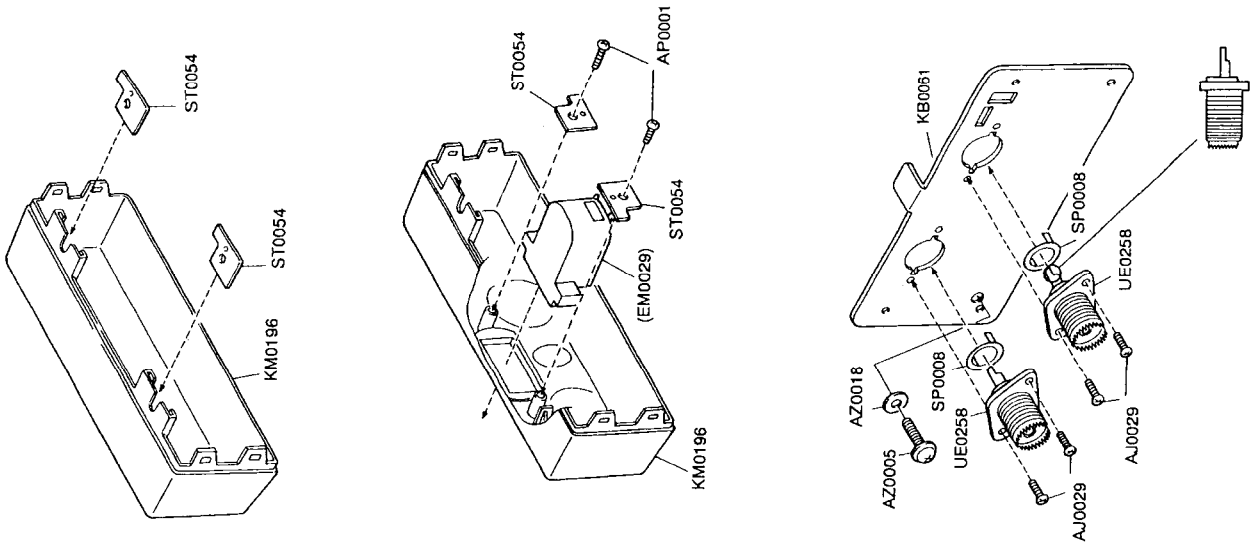 ST0054
ST0054
KM0196
ST0054
AP0001
ST0054
(EM0029)
KM0196
KB0061
SP0008
UE0258
AZ0018
SP0008
UE0258
AZ0005
AJ0029
AJ0029